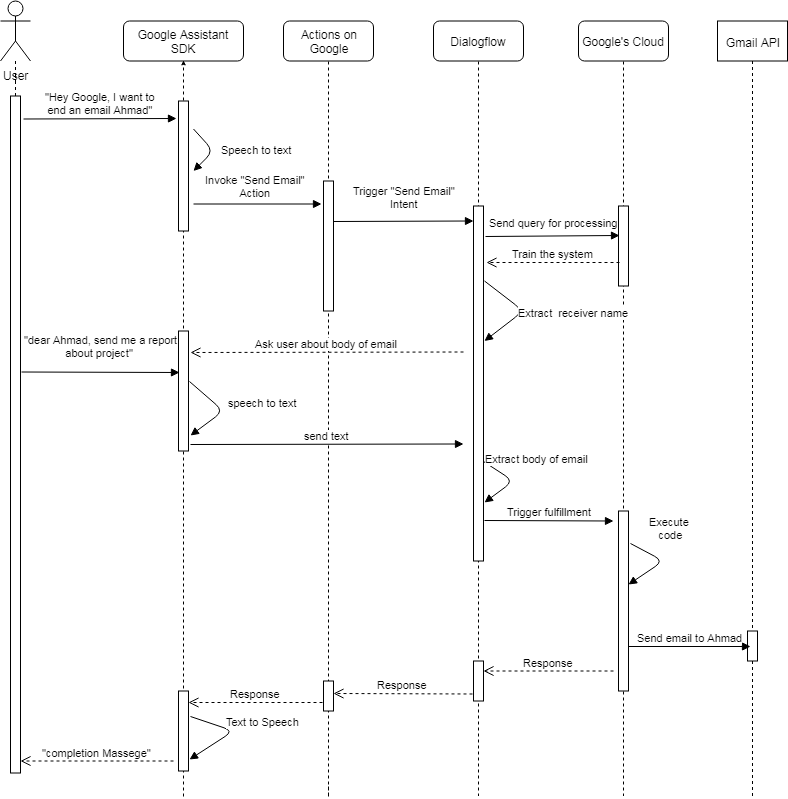 Google Assistant
SDK
Actions on
Google
Dialogflow
Google's Cloud
Gmail API
User
"Hey Google, I want to
end an email Ahmad"
Speech to text
Invoke "Send Email"
Action
Trigger "Send Email"
Intent
Send query for processing
Train the system
Extract receiver name
"dear Ahmad, send me a report
about project"
Ask user about body of email
speech to text
send text
Extract body of email
Trigger fulfillment
Execute
code
Send email to Ahmad
Response
Response
Response
Text to Speech
"completion Massege"